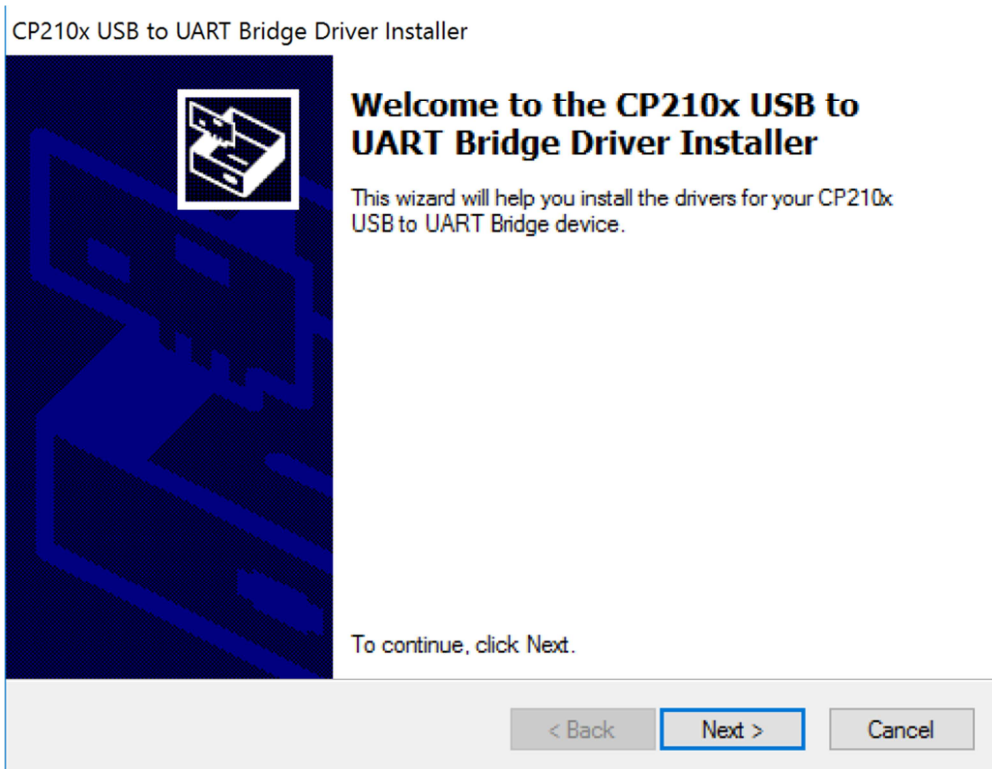 CP210x USB to UART Bridge Driver Installer
Welcome to the CP210x USB to
UART Bridge Driver Installer
This wizard will help you install the drivers for your CP210x
USB to UART Bridge device.
To continue, click Next.
< Back
Next >
Cancel